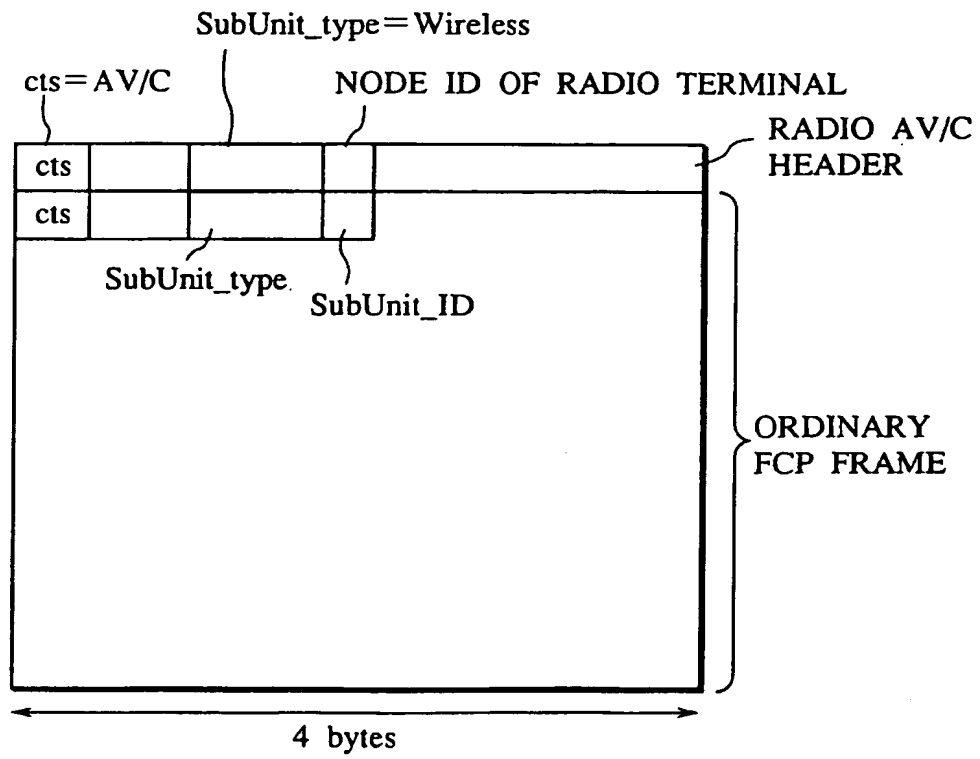 SubUnit_type=Wireless
cts=AV/C
NODE ID OF RADIO TERMINAL
RADIO AV/C
HEADER
cts
cts
SubUnit_type.
SubUnit_ID
ORDINARY
FCP FRAME
4 bytes